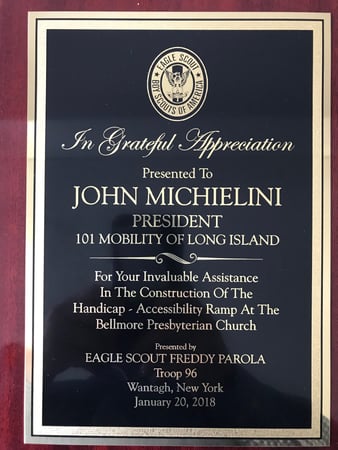 EAGLE SCOUT
BOY SCOUTS OF AMERICA
In Grateful Appreciation
Presented To
JOHN MICHIELINI
PRESIDENT
101 MOBILITY OF LONG ISLAND
For Your Invaluable Assistance
In The Construction Of The
Handicap - Accessibility Ramp At The
Bellmore Presbyterian Church
Presented by
EAGLE SCOUT FREDDY PAROLA
Troop 96
Wantagh, New York
January 20, 2018